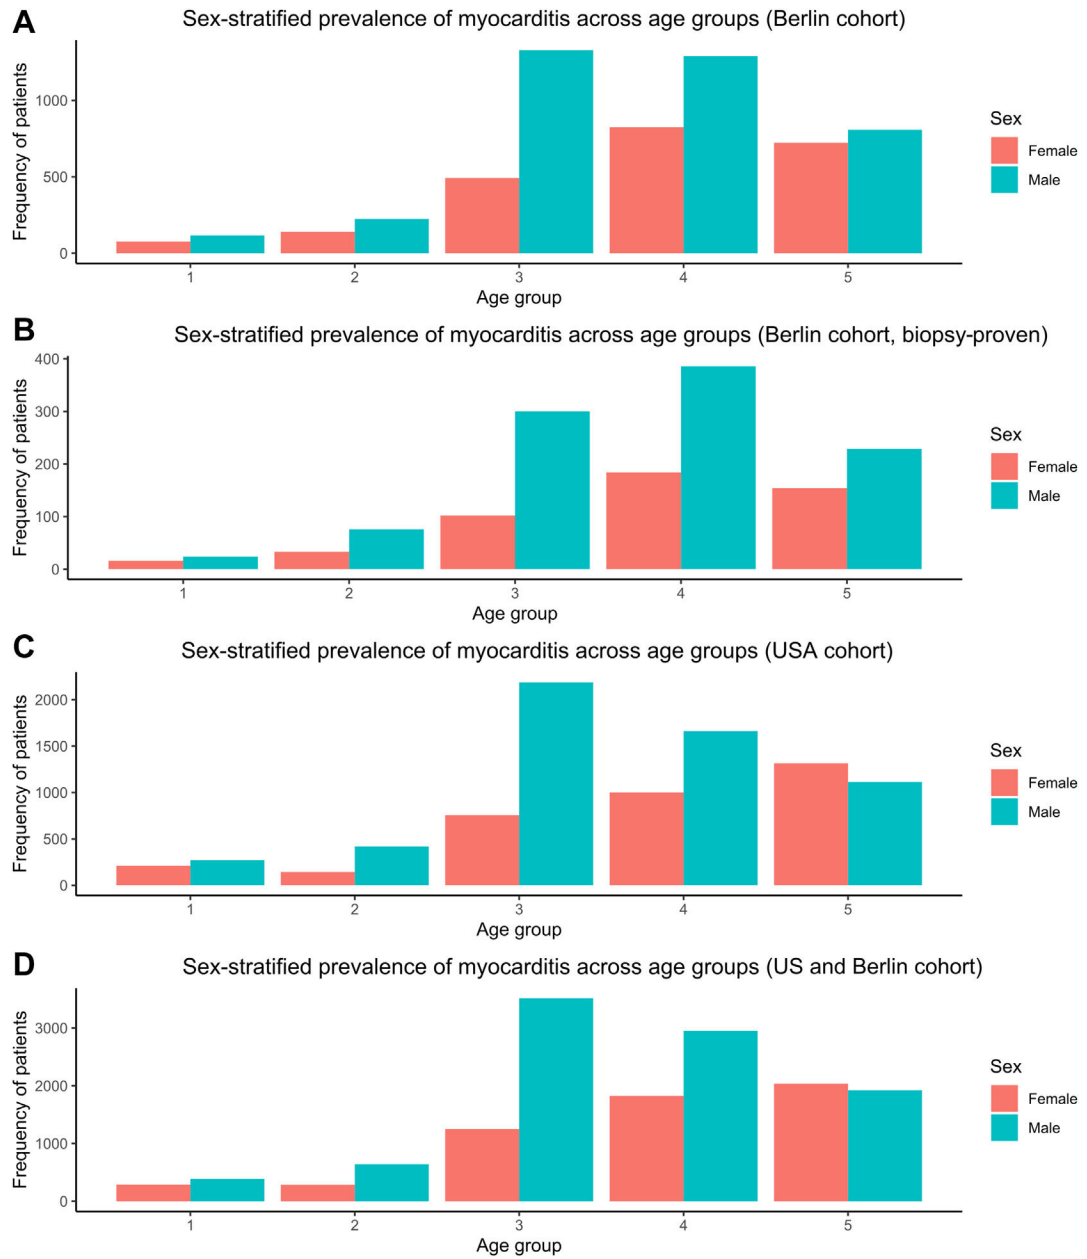 A
Sex-stratified prevalence of myocarditis across age groups (Berlin cohort)
Frequency of patients
1000
500
0
1 2 3 4 5
Age group
Sex
Female
Male
B
Sex-stratified prevalence of myocarditis across age groups (Berlin cohort, biopsy-proven)
Frequency of patients
400
300
200
100
0
1 2 3 4 5
Age group
Sex
Female
Male
C
Sex-stratified prevalence of myocarditis across age groups (USA cohort)
Frequency of patients
2000
1500
1000
500
0
1 2 3 4 5
Age group
Sex
Female
Male
D
Sex-stratified prevalence of myocarditis across age groups (US and Berlin cohort)
Frequency of patients
3000
2000
1000
0
1 2 3 4 5
Age group
Sex
Female
Male